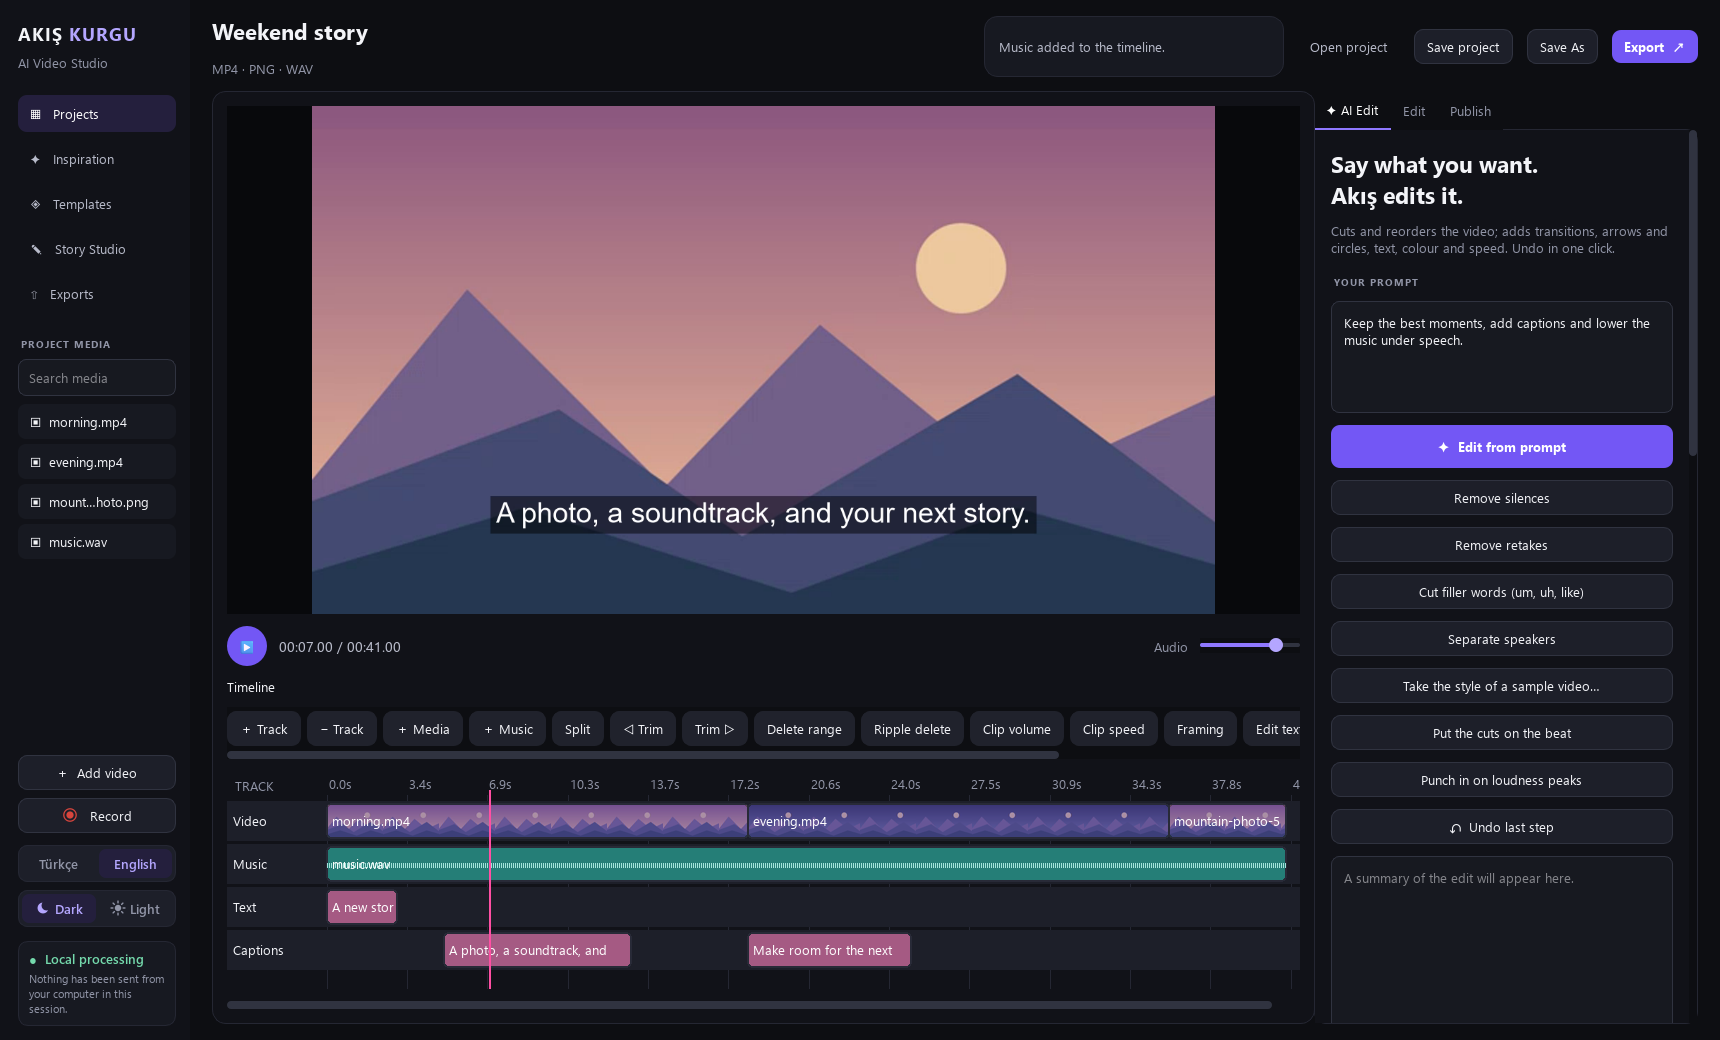 AKIŞ KURGU
AI Video Studio
Projects
Inspiration
Templates
Story Studio
Exports
PROJECT MEDIA
Search media
morning.mp4
evening.mp4
mount...hoto.png
music.wav
+ Add video
Record
Türkçe English
Dark Light
Local processing
Nothing has been sent from
your computer in this
session.
Weekend story
MP4 · PNG · WAV
Music added to the timeline.
Open project
Save project
Save As
Export ↗
A photo, a soundtrack, and your next story.
00:07.00 / 00:41.00
Audio
Timeline
+ Track
− Track
+ Media
+ Music
Split
◁ Trim
Trim ▷
Delete range
Ripple delete
Clip volume
Clip speed
Framing
Edit tex
TRACK 0.0s 3.4s 6.9s 10.3s 13.7s 17.2s 20.6s 24.0s 27.5s 30.9s 34.3s 37.8s 4
Video morning.mp4 evening.mp4 mountain-photo-5
Music music.wav
Text A new stor
Captions A photo, a soundtrack, and Make room for the next
✦ AI Edit Edit Publish
Say what you want.
Akış edits it.
Cuts and reorders the video; adds transitions, arrows and
circles, text, colour and speed. Undo in one click.
YOUR PROMPT
Keep the best moments, add captions and lower the
music under speech.
✦ Edit from prompt
Remove silences
Remove retakes
Cut filler words (um, uh, like)
Separate speakers
Take the style of a sample video...
Put the cuts on the beat
Punch in on loudness peaks
Undo last step
A summary of the edit will appear here.